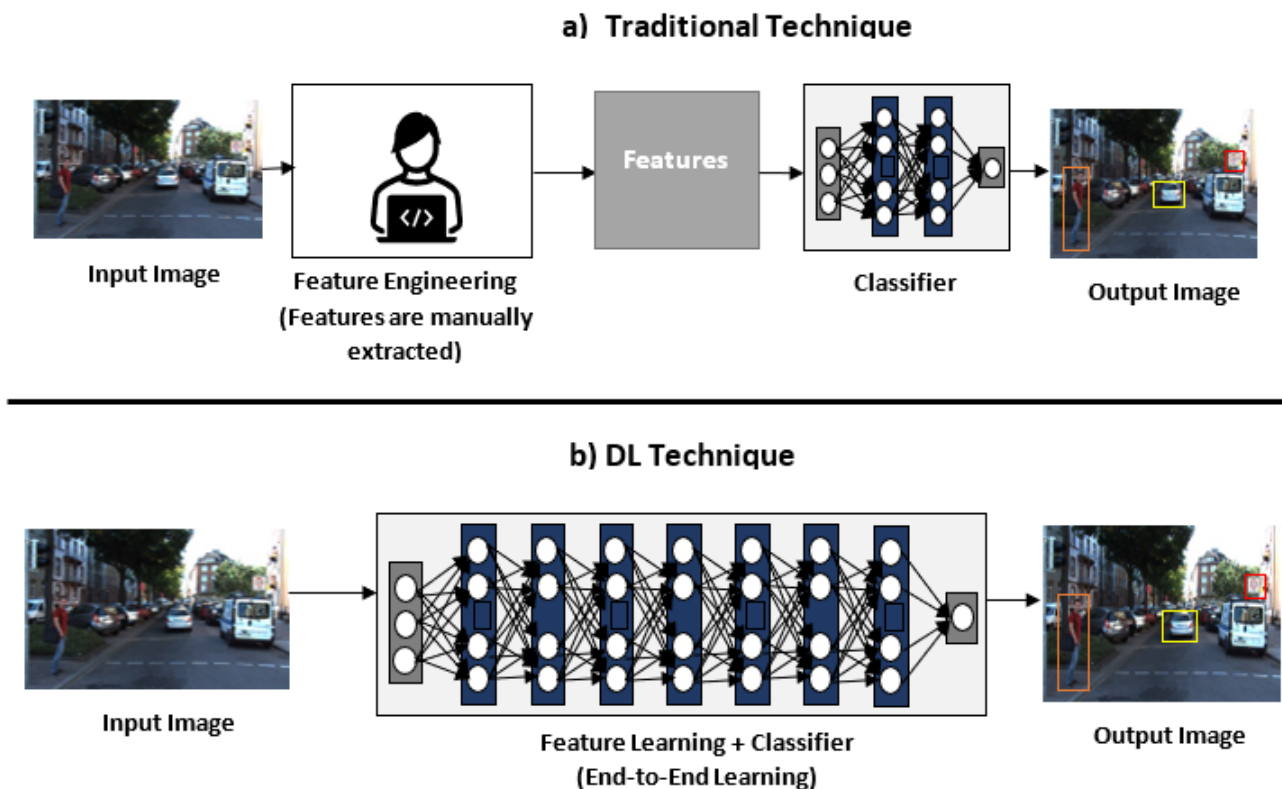 a) Traditional Technique
Features
Input Image
Feature Engineering
(Features are manually
extracted)
Classifier
Output Image
b) DL Technique
Input Image
Feature Learning + Classifier
(End-to-End Learning)
Output Image